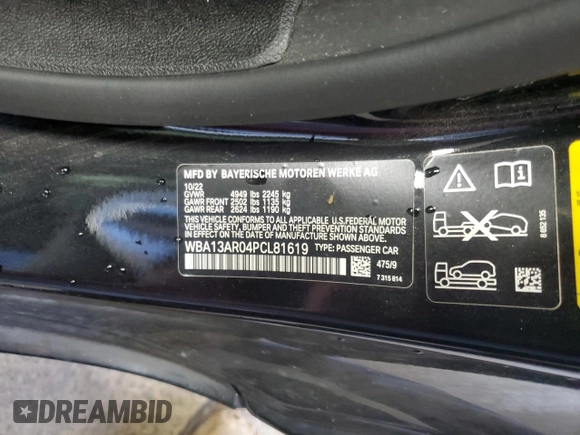 MFD BY BAYERISCHE MOTOREN WERKE AG
10/22
GVWR 4949 lbs 2245 kg
GAWR FRONT 2502 lbs 1135 kg
GAWR REAR 2624 lbs 1190 kg
THIS VEHICLE CONFORMS TO ALL APPLICABLE U.S. FEDERAL MOTOR
VEHICLE SAFETY, BUMPER AND THEFT PREVENTION STANDARDS IN
EFFECT ON THE DATE OF MANUFACTURE SHOWN ABOVE.
WBA13AR04PCL81619 TYPE: PASSENGER CAR
475/9
7 315 814
8 052 135
DREAMBID